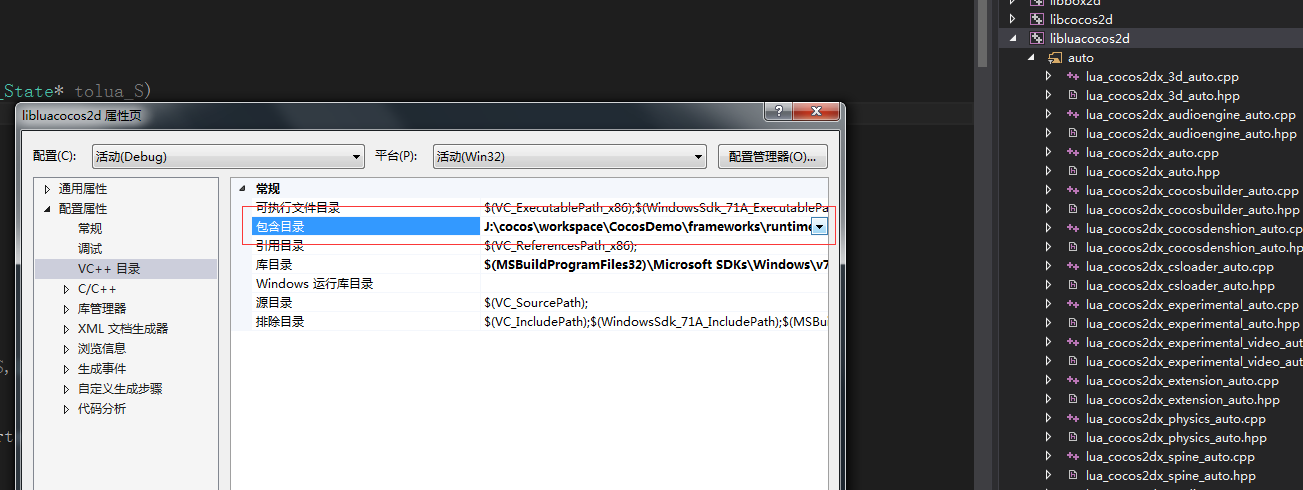 _State* tolua_S)
libluacocos2d 属性页
配置(C): 活动(Debug) 平台(P): 活动(Win32) 配置管理器(O)...
通用属性
配置属性
常规
调试
VC++ 目录
C/C++
库管理器
XML 文档生成器
浏览信息
生成事件
自定义生成步骤
代码分析
常规
可执行文件目录 $(VC_ExecutablePath_x86);$(WindowsSdk_71A_ExecutablePa
包含目录 J:\cocos\workspace\CocosDemo\frameworks\runtime
引用目录 $(VC_ReferencesPath_x86);
库目录 $(MSBuildProgramFiles32)\Microsoft SDKs\Windows\v7
Windows 运行库目录
源目录 $(VC_SourcePath);
排除目录 $(VC_IncludePath);$(WindowsSdk_71A_IncludePath);$(MSBu
S,
rt
libbox2d
libcocos2d
libluacocos2d
auto
lua_cocos2dx_3d_auto.cpp
lua_cocos2dx_3d_auto.hpp
lua_cocos2dx_audioengine_auto.cpp
lua_cocos2dx_audioengine_auto.hpp
lua_cocos2dx_auto.cpp
lua_cocos2dx_auto.hpp
lua_cocos2dx_cocosbuilder_auto.cpp
lua_cocos2dx_cocosbuilder_auto.hpp
lua_cocos2dx_cocosdenshion_auto.cp
lua_cocos2dx_cocosdenshion_auto.hp
lua_cocos2dx_csloader_auto.cpp
lua_cocos2dx_csloader_auto.hpp
lua_cocos2dx_experimental_auto.cpp
lua_cocos2dx_experimental_auto.hpp
lua_cocos2dx_experimental_video_aut
lua_cocos2dx_experimental_video_aut
lua_cocos2dx_extension_auto.cpp
lua_cocos2dx_extension_auto.hpp
lua_cocos2dx_physics_auto.cpp
lua_cocos2dx_physics_auto.hpp
lua_cocos2dx_spine_auto.cpp
lua_cocos2dx_spine_auto.hpp